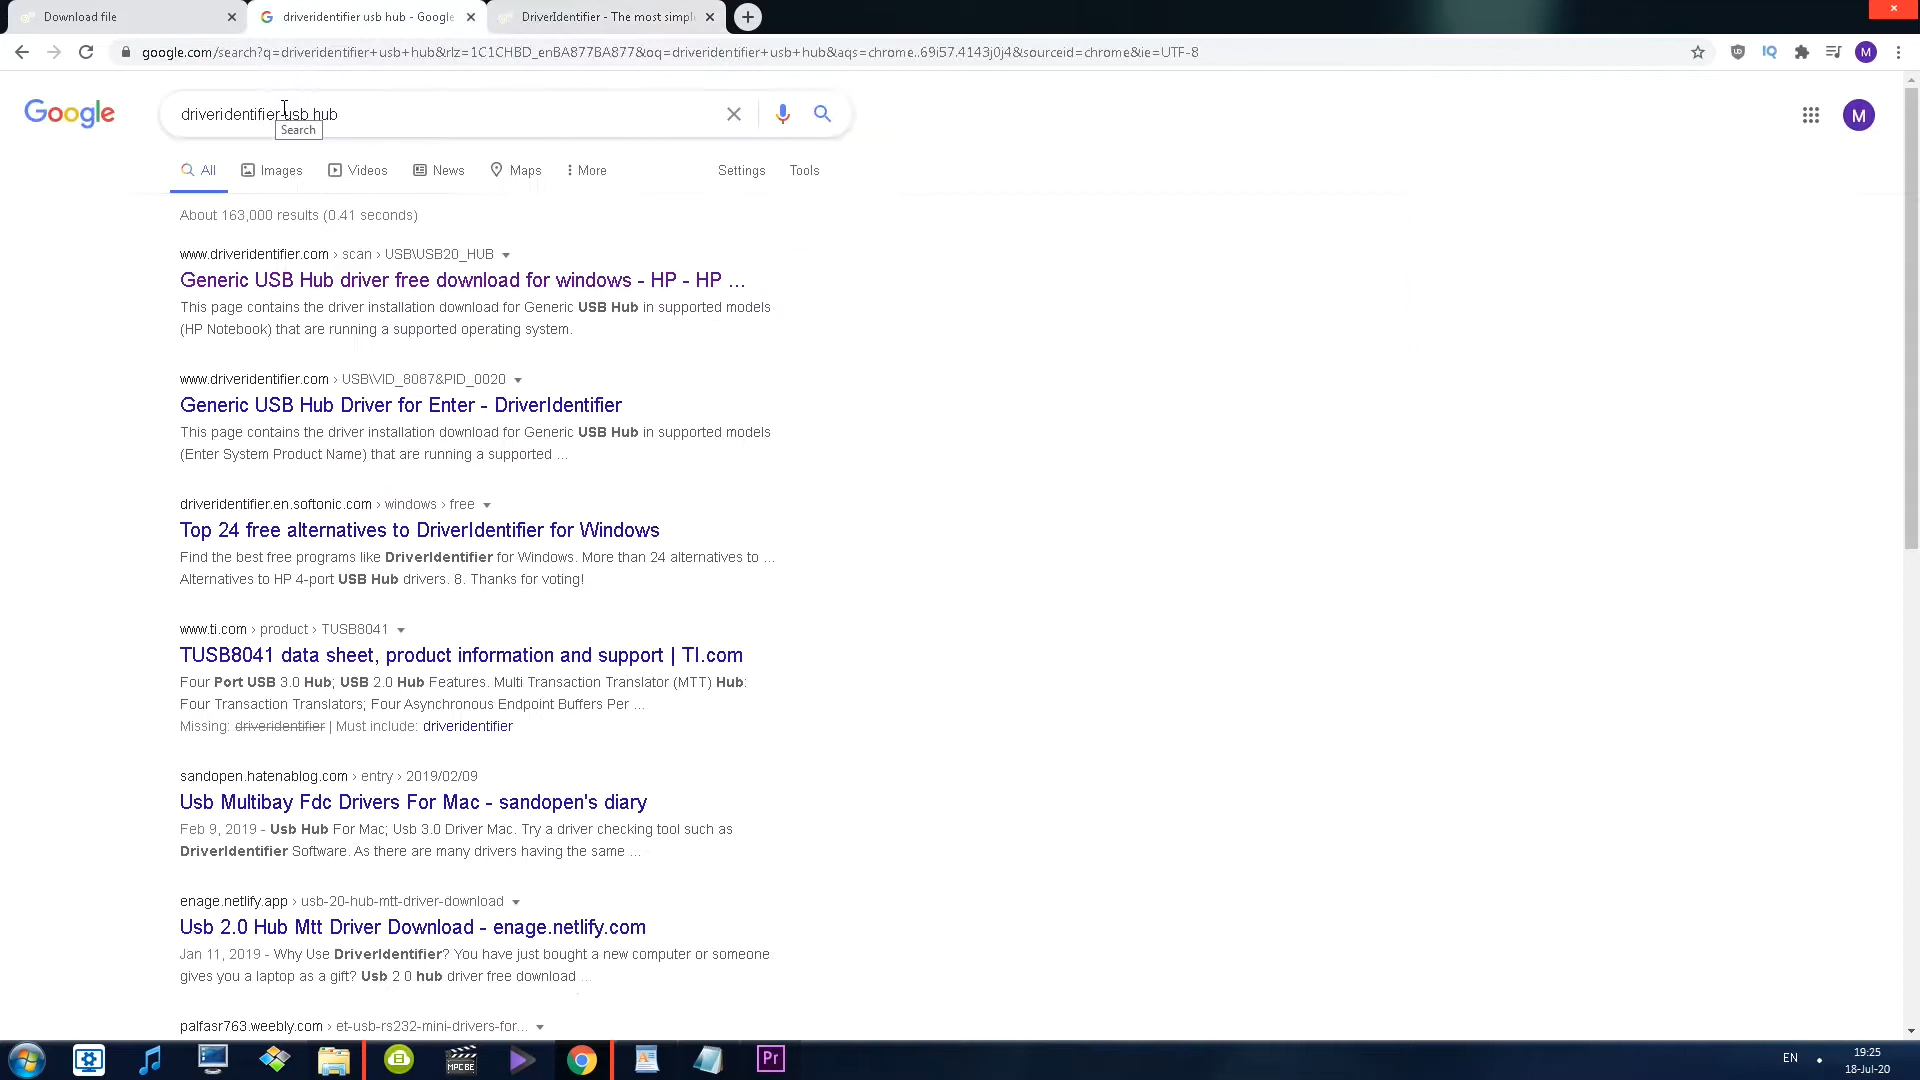 Download file
driveridentifier usb hub - Google
DriverIdentifier - The most simpl
google.com/search?q=driveridentifier+usb+hub&rlz=1C1CHBD_enBA877BA877&oq=driveridentifier+usb+hub&aqs=chrome..69i57.4143j0j4&sourceid=chrome&ie=UTF-8
IQ
M
Google
driveridentifier usb hub
Search
M
All
Images
Videos
News
Maps
More
Settings
Tools
About 163,000 results (0.41 seconds)
www.driveridentifier.com › scan › USB\USB20_HUB
Generic USB Hub driver free download for windows - HP - HP ...
This page contains the driver installation download for Generic USB Hub in supported models
(HP Notebook) that are running a supported operating system.
www.driveridentifier.com › USB\VID_8087&PID_0020
Generic USB Hub Driver for Enter - DriverIdentifier
This page contains the driver installation download for Generic USB Hub in supported models
(Enter System Product Name) that are running a supported ...
driveridentifier.en.softonic.com › windows › free
Top 24 free alternatives to DriverIdentifier for Windows
Find the best free programs like DriverIdentifier for Windows. More than 24 alternatives to ...
Alternatives to HP 4-port USB Hub drivers. 8. Thanks for voting!
www.ti.com › product › TUSB8041
TUSB8041 data sheet, product information and support | TI.com
Four Port USB 3.0 Hub; USB 2.0 Hub Features. Multi Transaction Translator (MTT) Hub:
Four Transaction Translators; Four Asynchronous Endpoint Buffers Per ...
Missing: driveridentifier | Must include: driveridentifier
sandopen.hatenablog.com › entry › 2019/02/09
Usb Multibay Fdc Drivers For Mac - sandopen's diary
Feb 9, 2019 - Usb Hub For Mac; Usb 3.0 Driver Mac. Try a driver checking tool such as
DriverIdentifier Software. As there are many drivers having the same ...
enage.netlify.app › usb-20-hub-mtt-driver-download
Usb 2.0 Hub Mtt Driver Download - enage.netlify.com
Jan 11, 2019 - Why Use DriverIdentifier? You have just bought a new computer or someone
gives you a laptop as a gift? Usb 2 0 hub driver free download ...
palfasr763.weebly.com › et-usb-rs232-mini-drivers-for...
MPCBE
Pr
EN
19:25
18-Jul-20